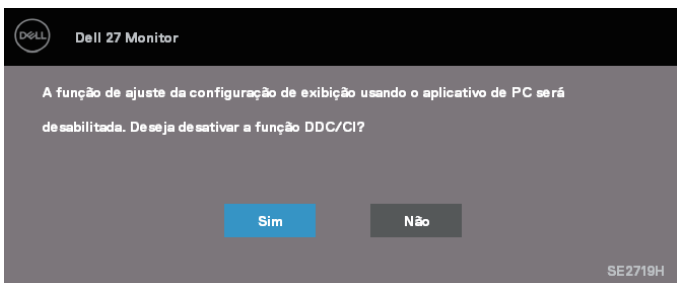 DELL
Dell 27 Monitor
A função de ajuste da configuração de exibição usando o aplicativo de PC será
desabilitada. Deseja desativar a função DDC/CI?
Sim
Não
SE2719H